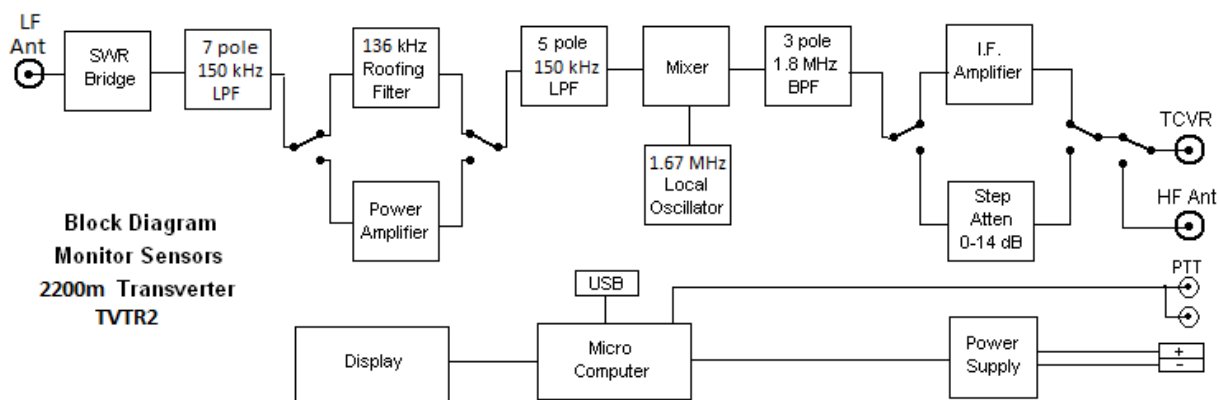 LF
Ant
SWR
Bridge
7 pole
150 kHz
LPF
136 kHz
Roofing
Filter
Power
Amplifier
5 pole
150 kHz
LPF
Mixer
1.67 MHz
Local
Oscillator
3 pole
1.8 MHz
BPF
I.F.
Amplifier
Step
Atten
0-14 dB
TCVR
HF Ant
Block Diagram
Monitor Sensors
2200m Transverter
TVTR2
USB
PTT
Display
Micro
Computer
Power
Supply
+
−